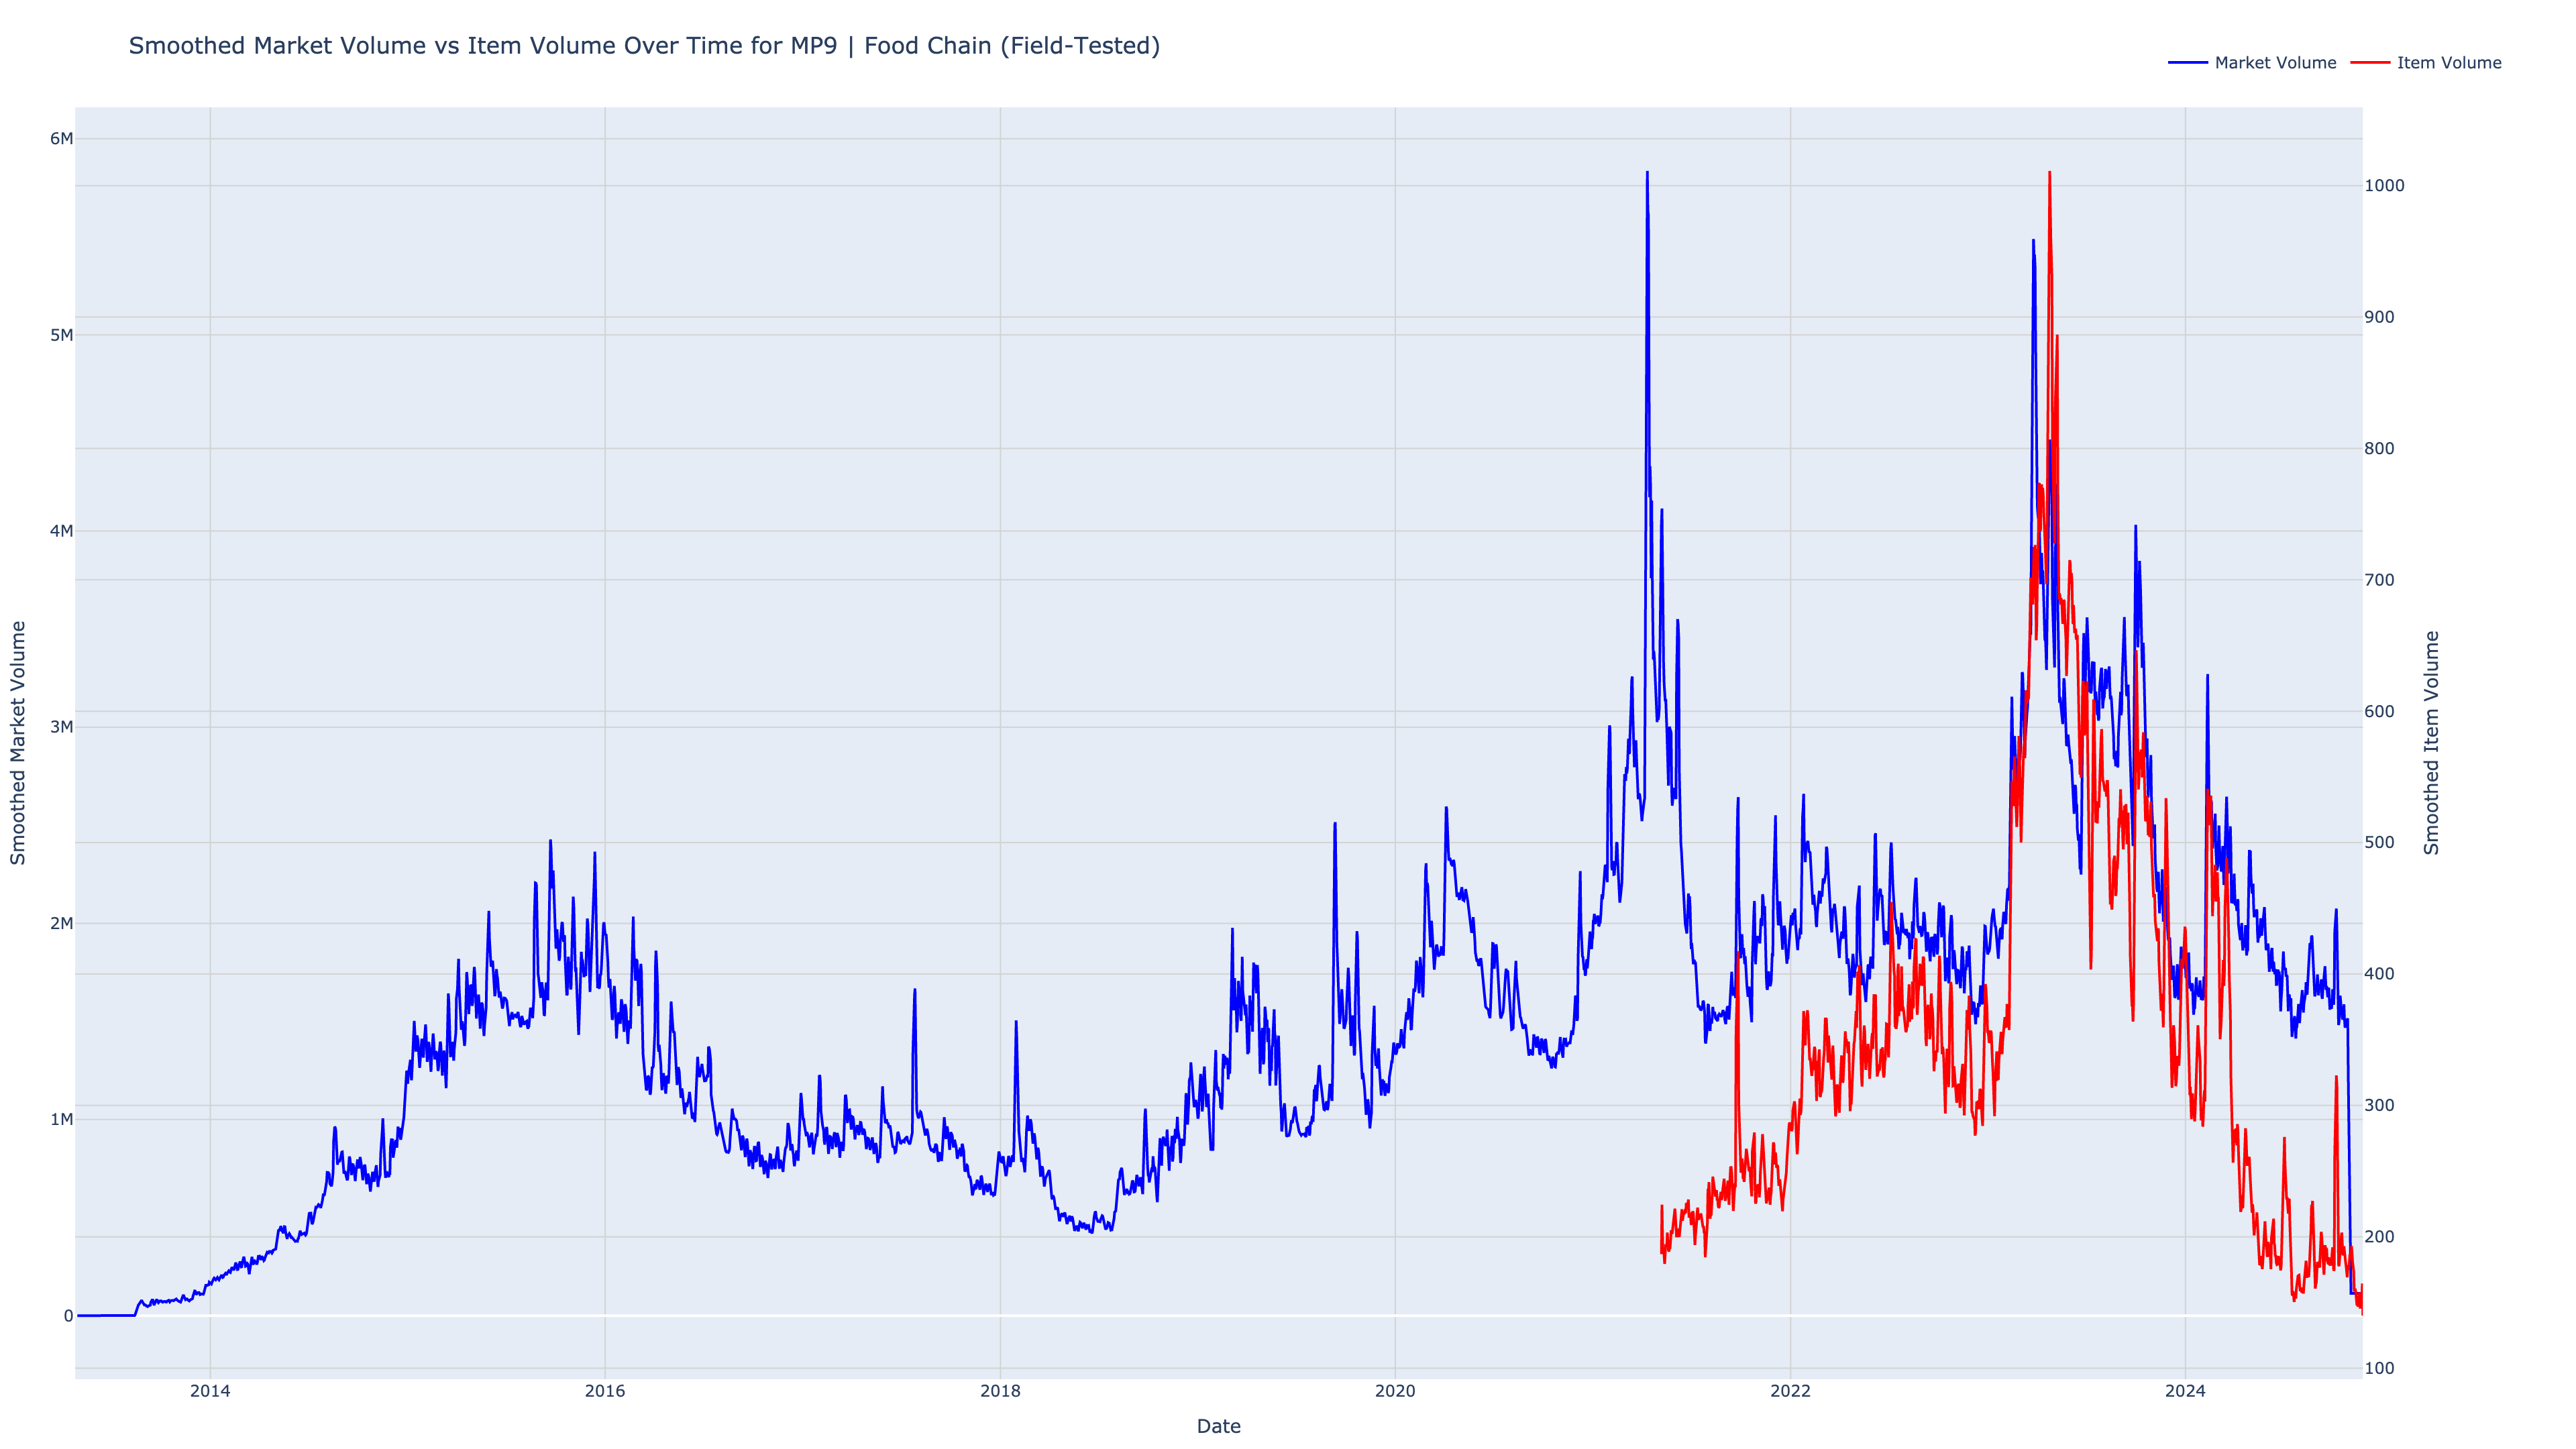 Smoothed Market Volume vs Item Volume Over Time for MP9 | Food Chain (Field-Tested)
Market Volume
Item Volume
6M
5M
4M
3M
2M
1M
0
Smoothed Market Volume
1000
900
800
700
600
500
400
300
200
100
Smoothed Item Volume
2014
2016
2018
2020
2022
2024
Date